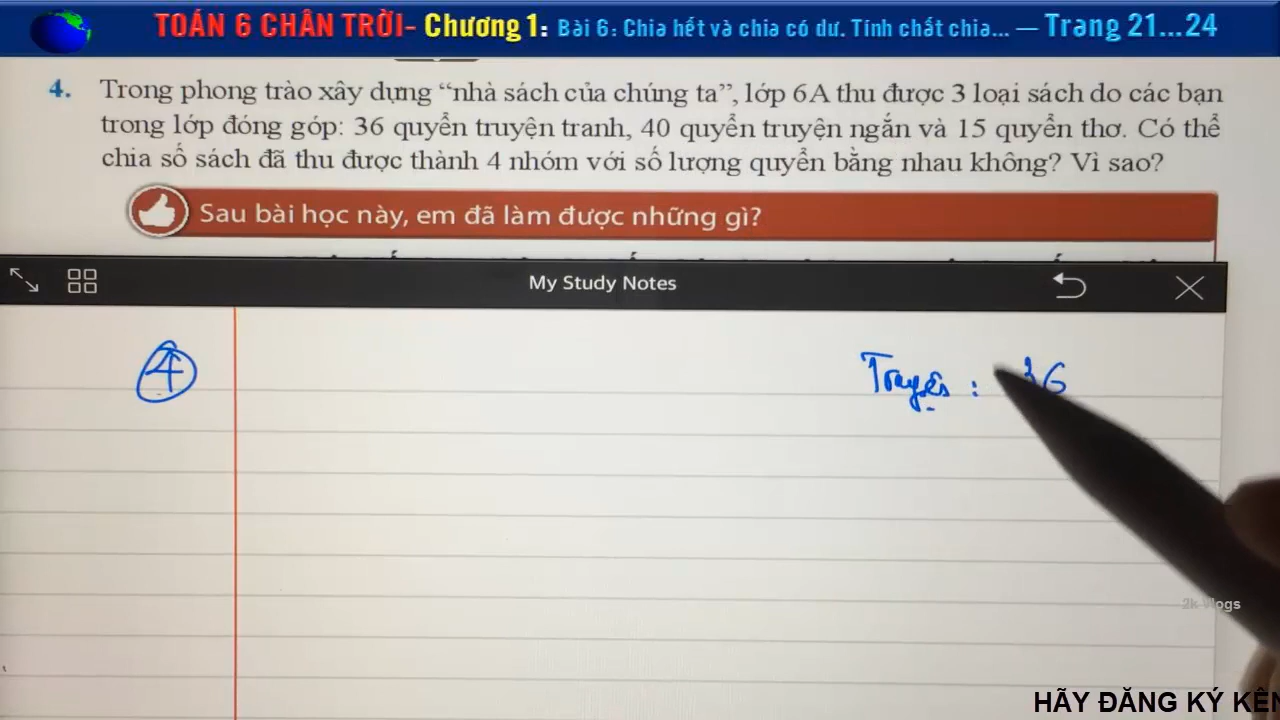 TOÁN 6 CHÂN TRỜI- Chương 1: Bài 6: Chia hết và chia có dư. Tính chất chia... — Trang 21...24
4. Trong phong trào xây dựng “nhà sách của chúng ta”, lớp 6A thu được 3 loại sách do các bạn
trong lớp đóng góp: 36 quyển truyện tranh, 40 quyển truyện ngắn và 15 quyển thơ. Có thể
chia số sách đã thu được thành 4 nhóm với số lượng quyển bằng nhau không? Vì sao?
Sau bài học này, em đã làm được những gì?
My Study Notes
4 Truyện : 36
2k Vlogs
HÃY ĐĂNG KÝ KÊN